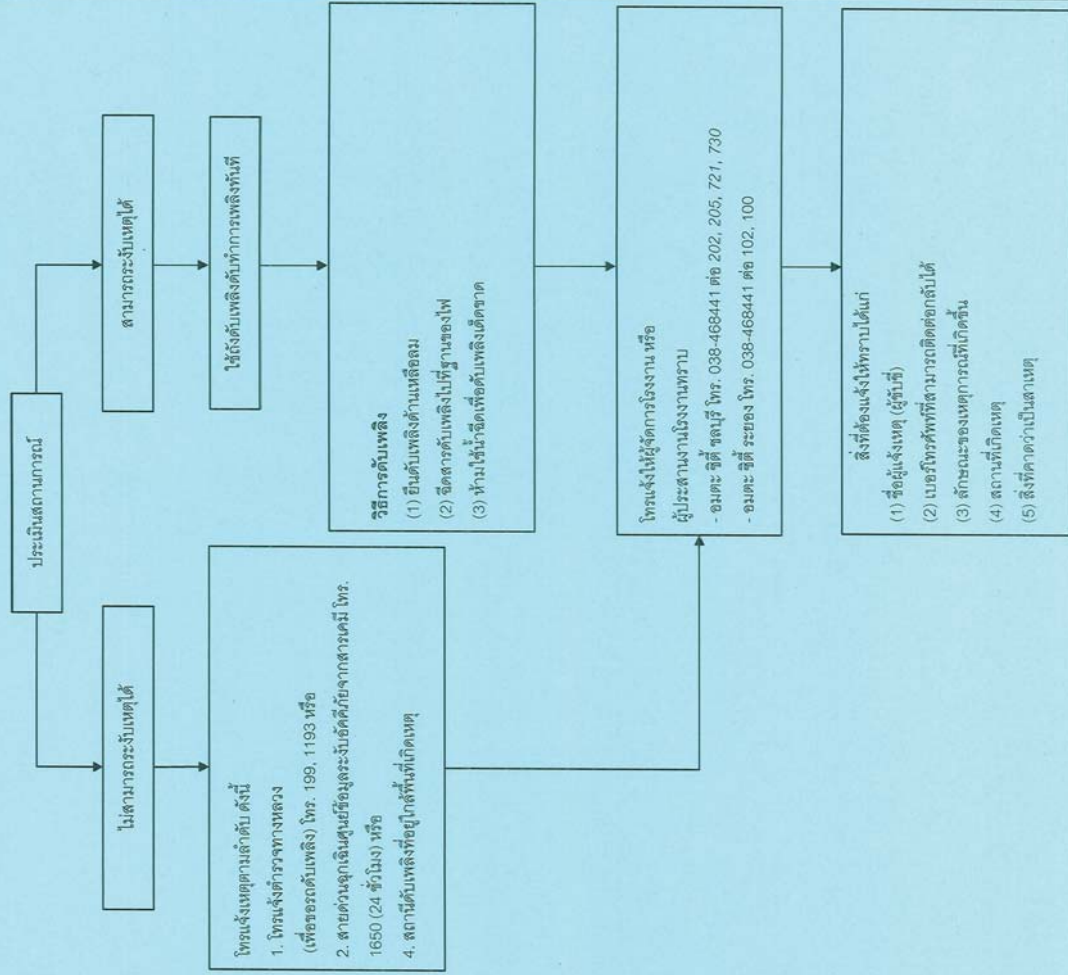 ประเมินสถานการณ์
ไม่สามารถระงับเหตุได้
สามารถระงับเหตุได้
โทรแจ้งเหตุตามลำดับ ดังนี้
1. โทรแจ้งตำรวจทางหลวง
(เพื่อขอรถดับเพลิง) โทร. 199, 1193 หรือ
2. สายด่วนฉุกเฉินศูนย์ข้อมูลระงับอัคคีภัยจากสารเคมี โทร.
1650 (24 ชั่วโมง) หรือ
4. สถานีดับเพลิงที่อยู่ใกล้พื้นที่เกิดเหตุ
ใช้ถังดับเพลิงดับทำการเพลิงทันที
วิธีการดับเพลิง
(1) ยืนดับเพลิงด้านเหนือลม
(2) ฉีดสารดับเพลิงไปที่ฐานของไฟ
(3) ห้ามใช้น้ำฉีดเพื่อดับเพลิงเด็ดขาด
โทรแจ้งให้ผู้จัดการโรงงาน หรือ
ผู้ประสานงานโรงงานทราบ
- อมตะ ซิตี้ ชลบุรี โทร. 038-468441 ต่อ 202, 205, 721, 730
- อมตะ ซิตี้ ระยอง โทร. 038-468441 ต่อ 102, 100
สิ่งที่ต้องแจ้งให้ทราบได้แก่
(1) ชื่อผู้แจ้งเหตุ (ผู้ขับขี่)
(2) เบอร์โทรศัพท์ที่สามารถติดต่อกลับได้
(3) ลักษณะของเหตุการณ์ที่เกิดขึ้น
(4) สถานที่เกิดเหตุ
(5) สิ่งที่คาดว่าเป็นสาเหตุ